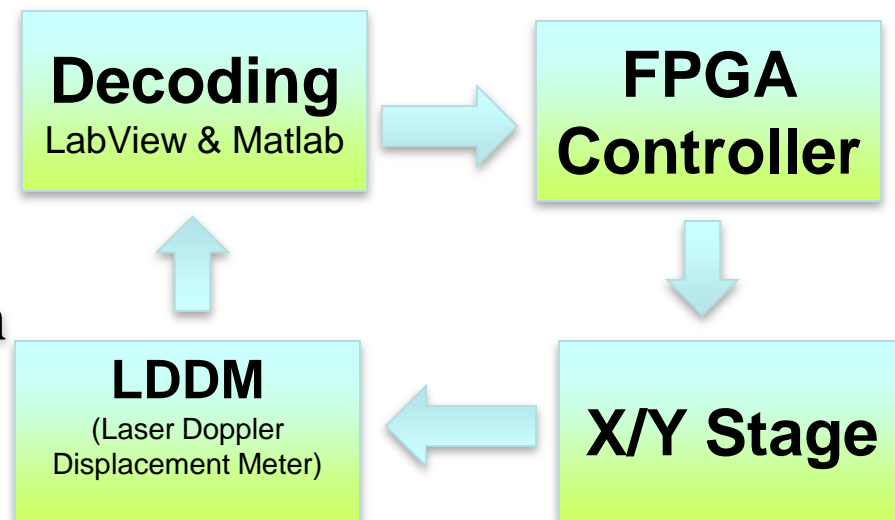 Decoding
LabView & Matlab
FPGA
Controller
LDDM
(Laser Doppler
Displacement Meter)
X/Y Stage